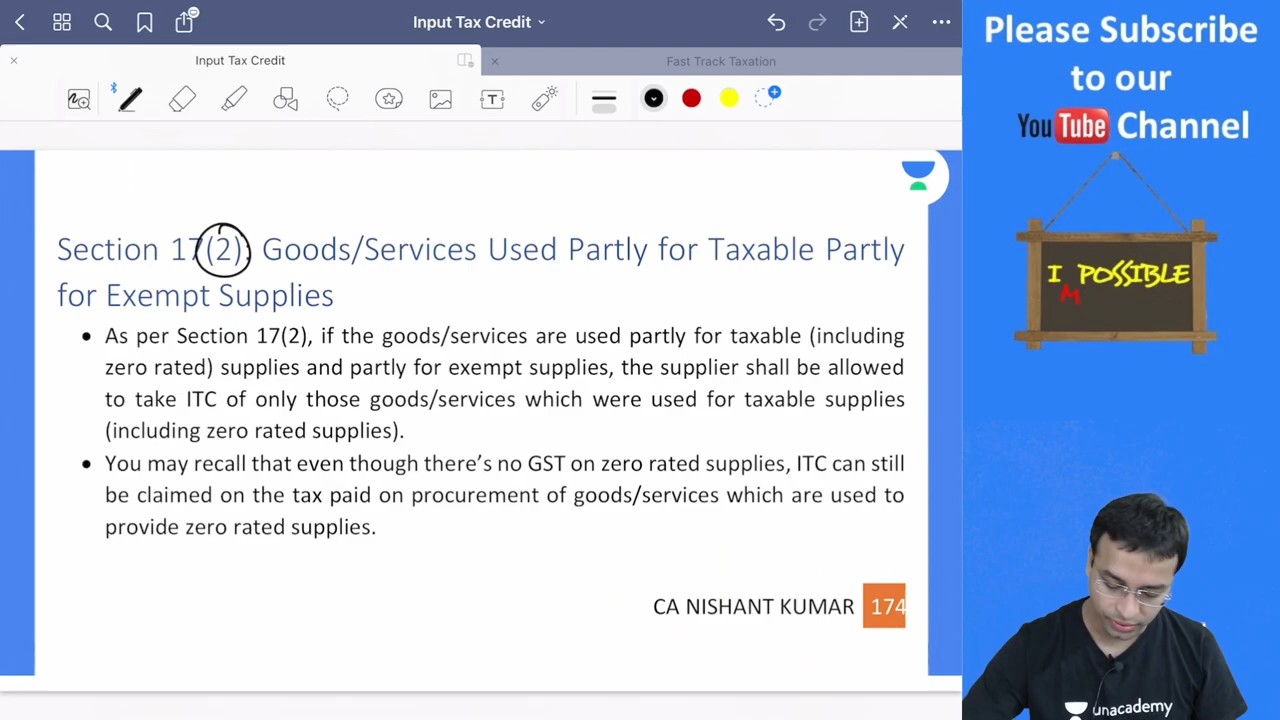 Input Tax Credit
Input Tax Credit
Fast Track Taxation
Section 17(2): Goods/Services Used Partly for Taxable Partly
for Exempt Supplies
• As per Section 17(2), if the goods/services are used partly for taxable (including
zero rated) supplies and partly for exempt supplies, the supplier shall be allowed
to take ITC of only those goods/services which were used for taxable supplies
(including zero rated supplies).
• You may recall that even though there's no GST on zero rated supplies, ITC can still
be claimed on the tax paid on procurement of goods/services which are used to
provide zero rated supplies.
CA NISHANT KUMAR 174
Please Subscribe
to our
YouTube Channel
I POSSIBLE
M
unacademy